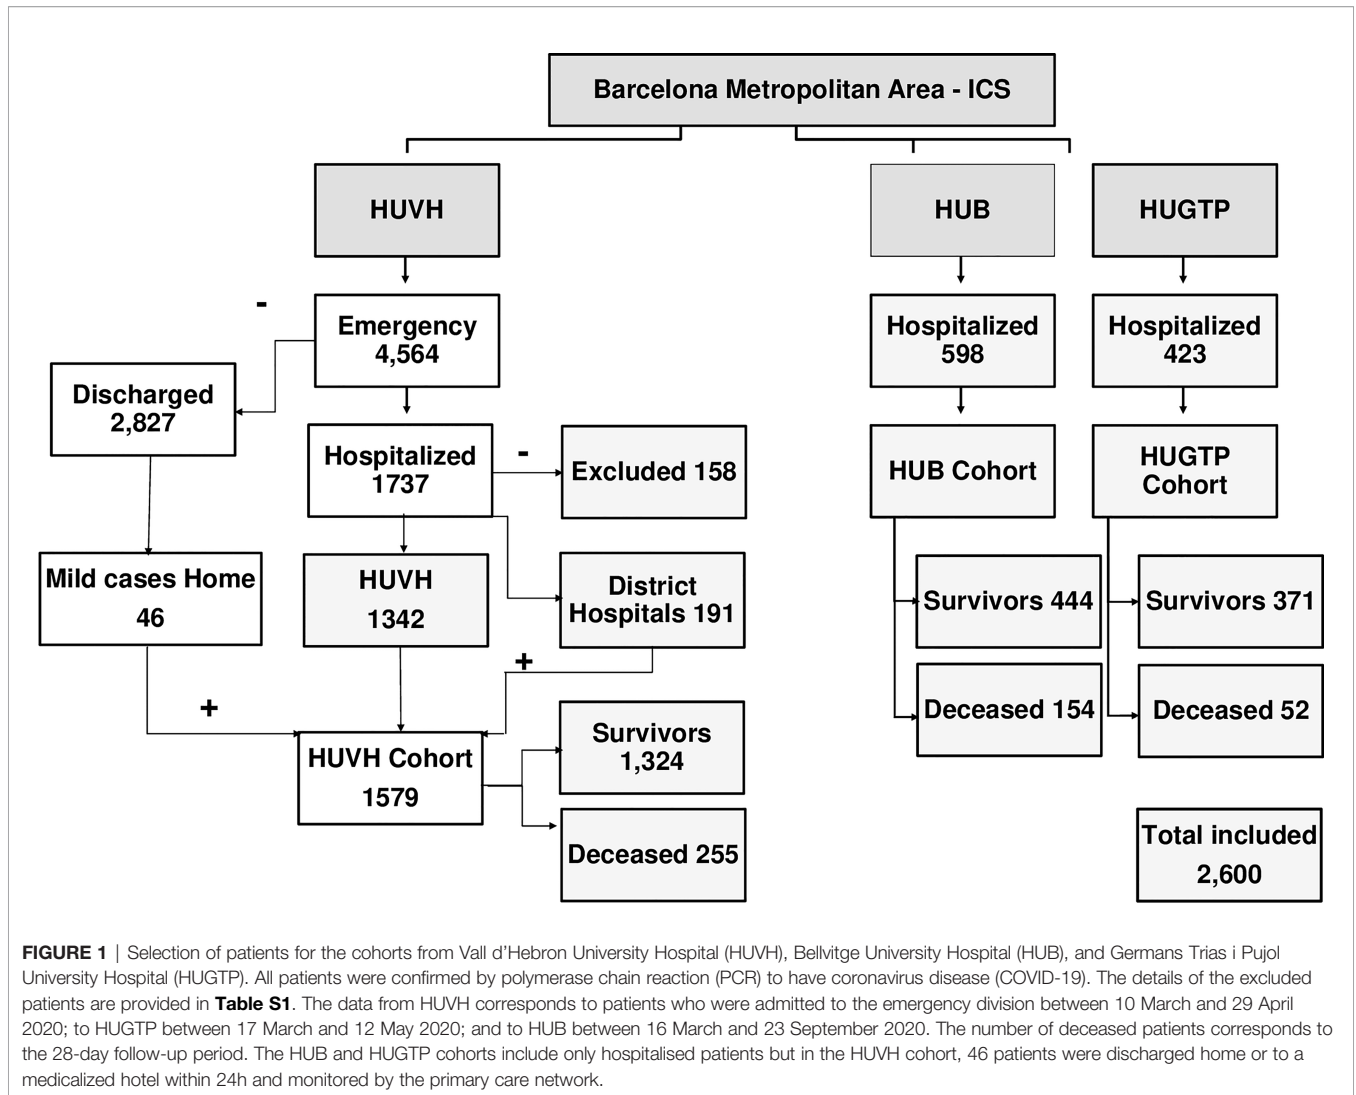 Barcelona Metropolitan Area - ICS
HUVH
HUB
HUGTP
-
Emergency
4,564
Hospitalized
598
Hospitalized
423
Discharged
2,827
Hospitalized
1737
-
Excluded 158
HUB Cohort
HUGTP
Cohort
Mild cases Home
46
HUVH
1342
District
Hospitals 191
Survivors 444
Survivors 371
+
+
Deceased 154
Deceased 52
HUVH Cohort
1579
Survivors
1,324
Deceased 255
Total included
2,600
FIGURE 1 | Selection of patients for the cohorts from Vall d'Hebron University Hospital (HUVH), Bellvitge University Hospital (HUB), and Germans Trias i Pujol
University Hospital (HUGTP). All patients were confirmed by polymerase chain reaction (PCR) to have coronavirus disease (COVID-19). The details of the excluded
patients are provided in Table S1. The data from HUVH corresponds to patients who were admitted to the emergency division between 10 March and 29 April
2020; to HUGTP between 17 March and 12 May 2020; and to HUB between 16 March and 23 September 2020. The number of deceased patients corresponds to
the 28-day follow-up period. The HUB and HUGTP cohorts include only hospitalised patients but in the HUVH cohort, 46 patients were discharged home or to a
medicalized hotel within 24h and monitored by the primary care network.